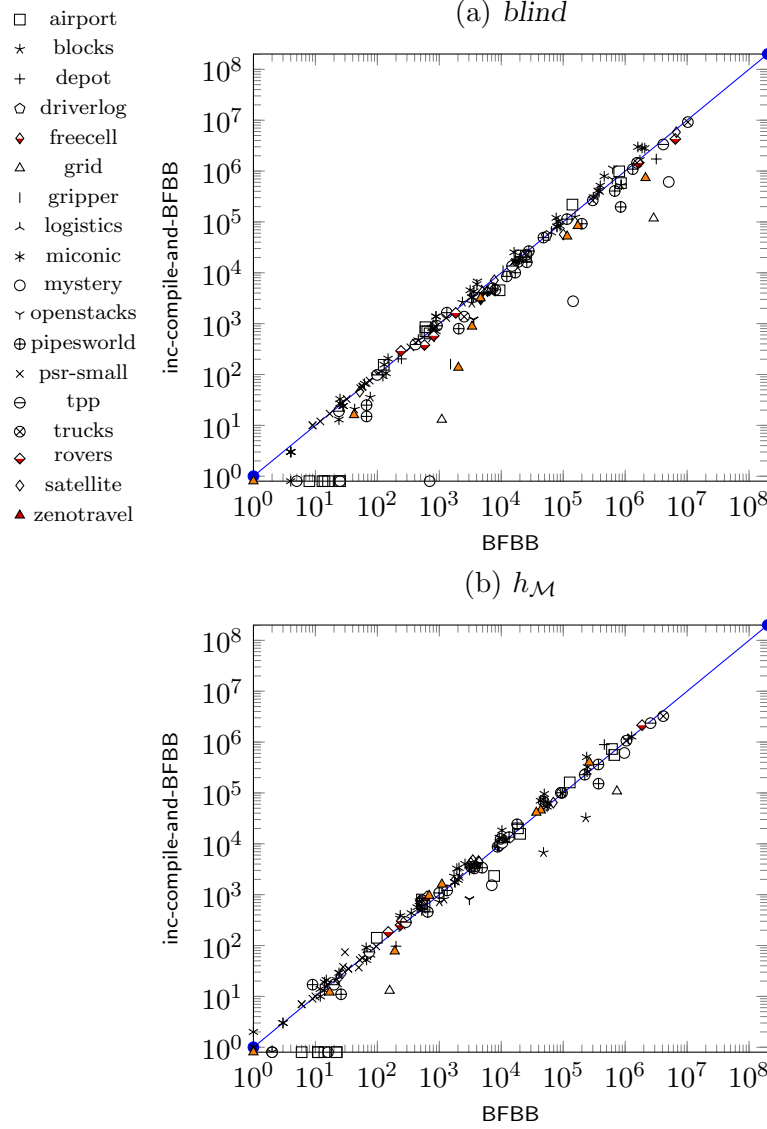 airport
blocks
depot
driverlog
freecell
grid
gripper
logistics
miconic
mystery
openstacks
pipesworld
psr-small
tpp
trucks
rovers
satellite
zenotravel
(a) blind
10^8
10^7
10^6
10^5
10^4
10^3
10^2
10^1
10^0
inc-compile-and-BFBB
10^0 10^1 10^2 10^3 10^4 10^5 10^6 10^7 10^8
BFBB
(b) h_ℳ
10^8
10^7
10^6
10^5
10^4
10^3
10^2
10^1
10^0
inc-compile-and-BFBB
10^0 10^1 10^2 10^3 10^4 10^5 10^6 10^7 10^8
BFBB